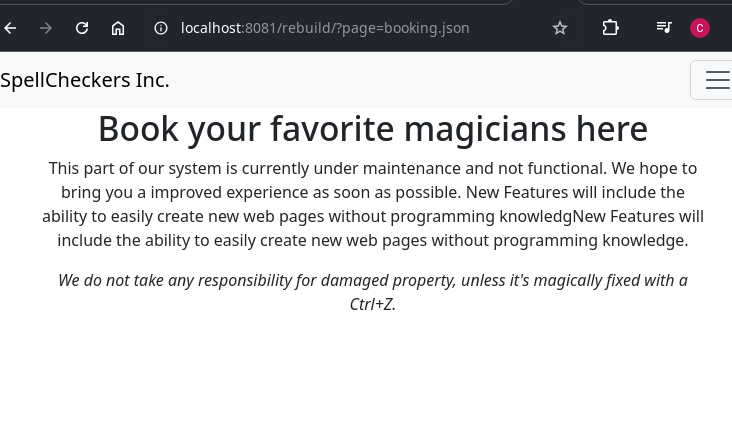 localhost:8081/rebuild/?page=booking.json
C
SpellCheckers Inc.
Book your favorite magicians here
This part of our system is currently under maintenance and not functional. We hope to
bring you a improved experience as soon as possible. New Features will include the
ability to easily create new web pages without programming knowledgNew Features will
include the ability to easily create new web pages without programming knowledge.
We do not take any responsibility for damaged property, unless it's magically fixed with a
Ctrl+Z.